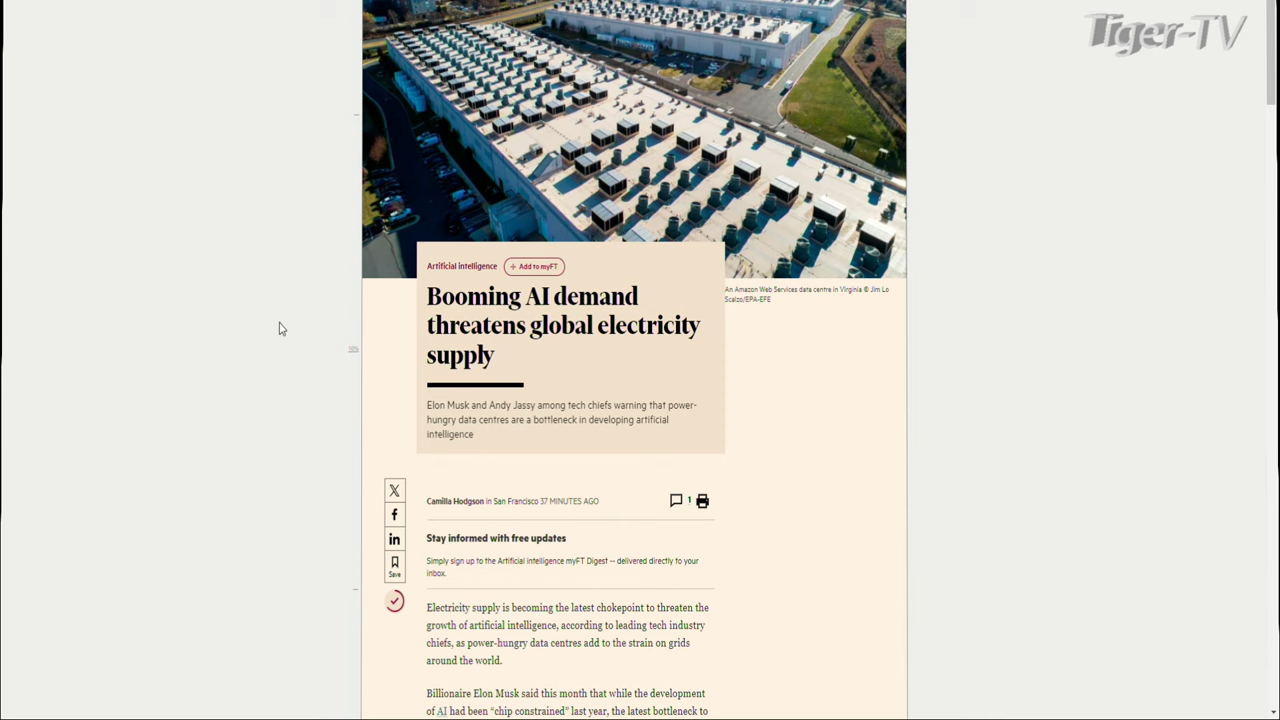 Tiger-TV
Artificial intelligence + Add to myFT
Booming AI demand
threatens global electricity
supply
An Amazon Web Services data centre in Virginia © Jim Lo
Scalzo/EPA-EFE
Elon Musk and Andy Jassy among tech chiefs warning that power-
hungry data centres are a bottleneck in developing artificial
intelligence
Camilla Hodgson in San Francisco 37 MINUTES AGO
1
Save
Stay informed with free updates
Simply sign up to the Artificial intelligence myFT Digest -- delivered directly to your
inbox.
Electricity supply is becoming the latest chokepoint to threaten the
growth of artificial intelligence, according to leading tech industry
chiefs, as power-hungry data centres add to the strain on grids
around the world.
Billionaire Elon Musk said this month that while the development
of AI had been “chip constrained” last year, the latest bottleneck to